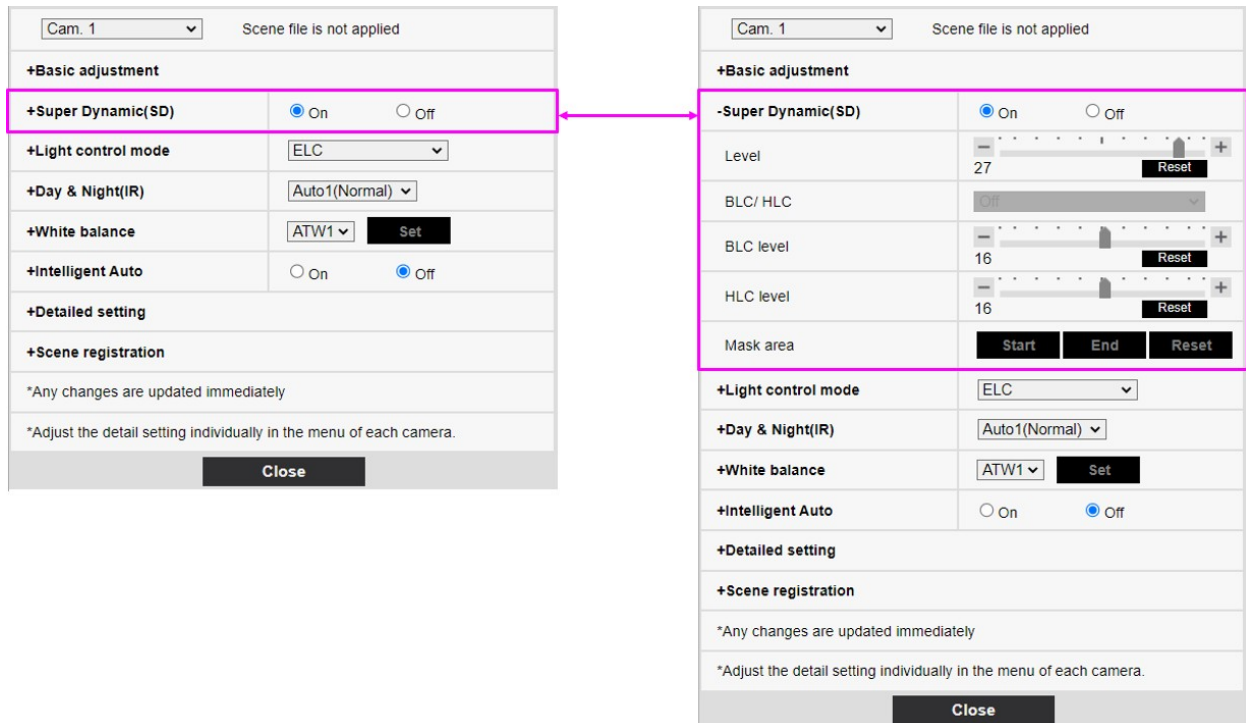 Cam. 1 Scene file is not applied
+Basic adjustment
+Super Dynamic(SD) On Off
+Light control mode ELC
+Day & Night(IR) Auto1(Normal)
+White balance ATW1 Set
+Intelligent Auto On Off
+Detailed setting
+Scene registration
*Any changes are updated immediately
*Adjust the detail setting individually in the menu of each camera.
Close
Cam. 1 Scene file is not applied
+Basic adjustment
-Super Dynamic(SD) On Off
Level − +
27 Reset
BLC/ HLC Off
BLC level − +
16 Reset
HLC level − +
16 Reset
Mask area Start End Reset
+Light control mode ELC
+Day & Night(IR) Auto1(Normal)
+White balance ATW1 Set
+Intelligent Auto On Off
+Detailed setting
+Scene registration
*Any changes are updated immediately
*Adjust the detail setting individually in the menu of each camera.
Close